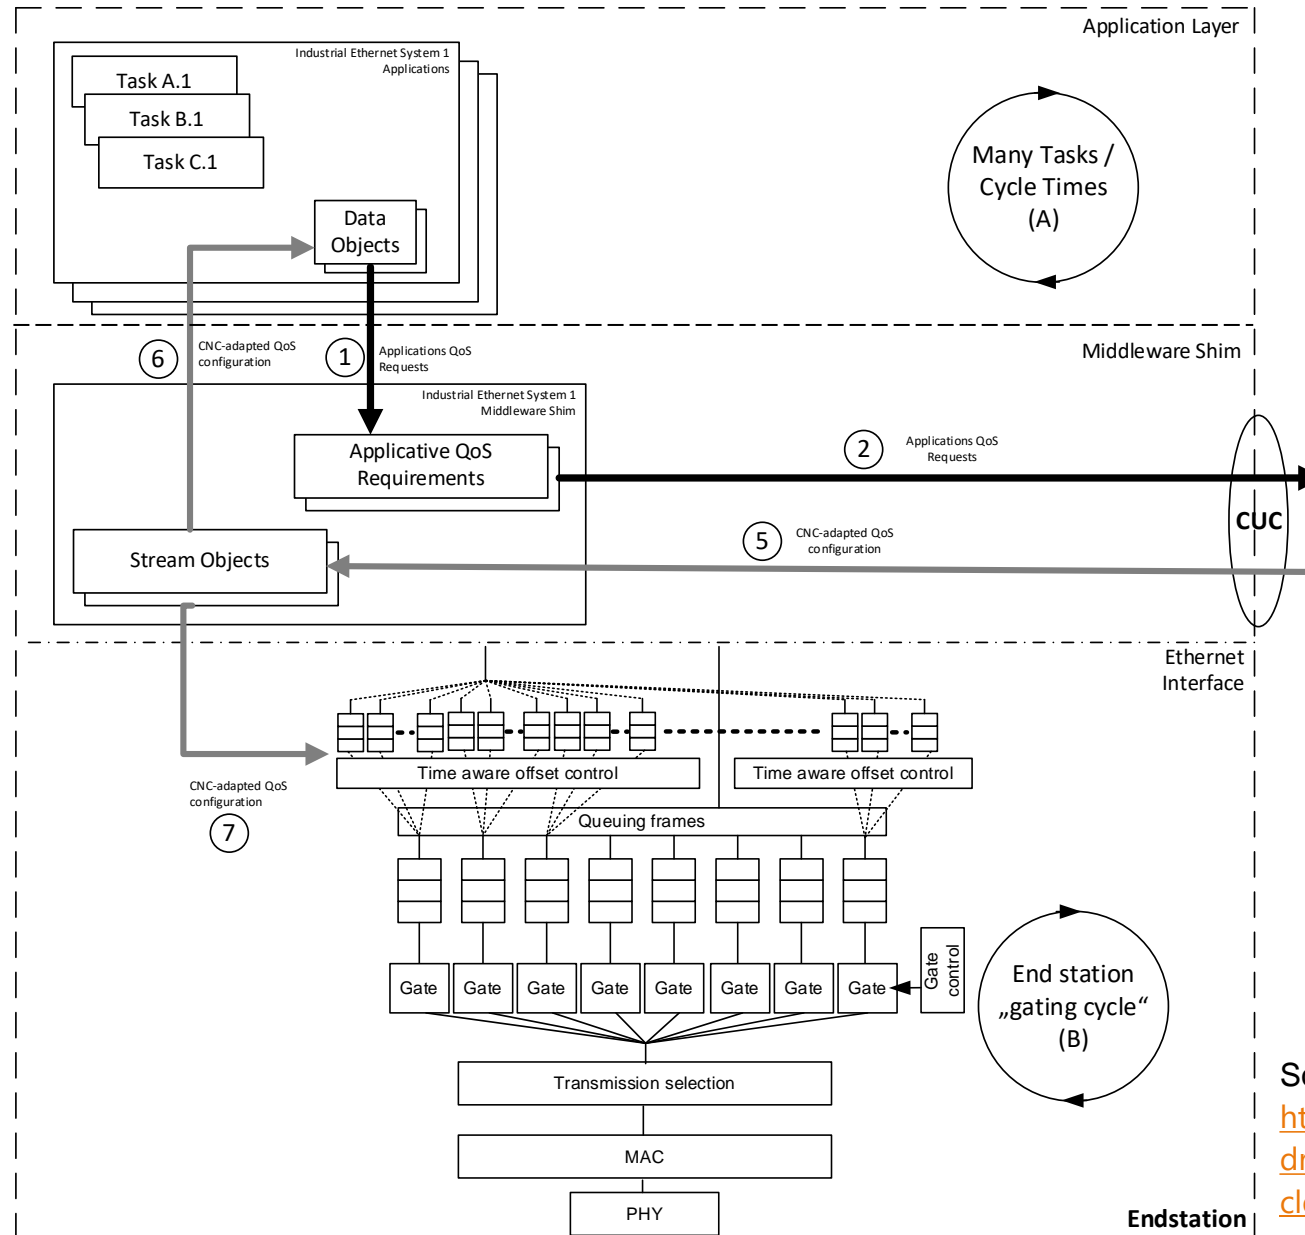 Application Layer
Industrial Ethernet System 1
Applications
Task A.1
Task B.1
Task C.1
Data
Objects
Many Tasks /
Cycle Times
(A)
6
CNC-adapted QoS
configuration
1
Applications QoS
Requests
Middleware Shim
Industrial Ethernet System 1
Middleware Shim
Applicative QoS
Requirements
2
Applications QoS
Requests
CUC
5
CNC-adapted QoS
configuration
Stream Objects
Ethernet
Interface
Time aware offset control
Time aware offset control
CNC-adapted QoS
configuration
7
Queuing frames
Gate
Gate
Gate
Gate
Gate
Gate
Gate
Gate
Gate
control
End station
„gating cycle“
(B)
Transmission selection
MAC
PHY
Endstation